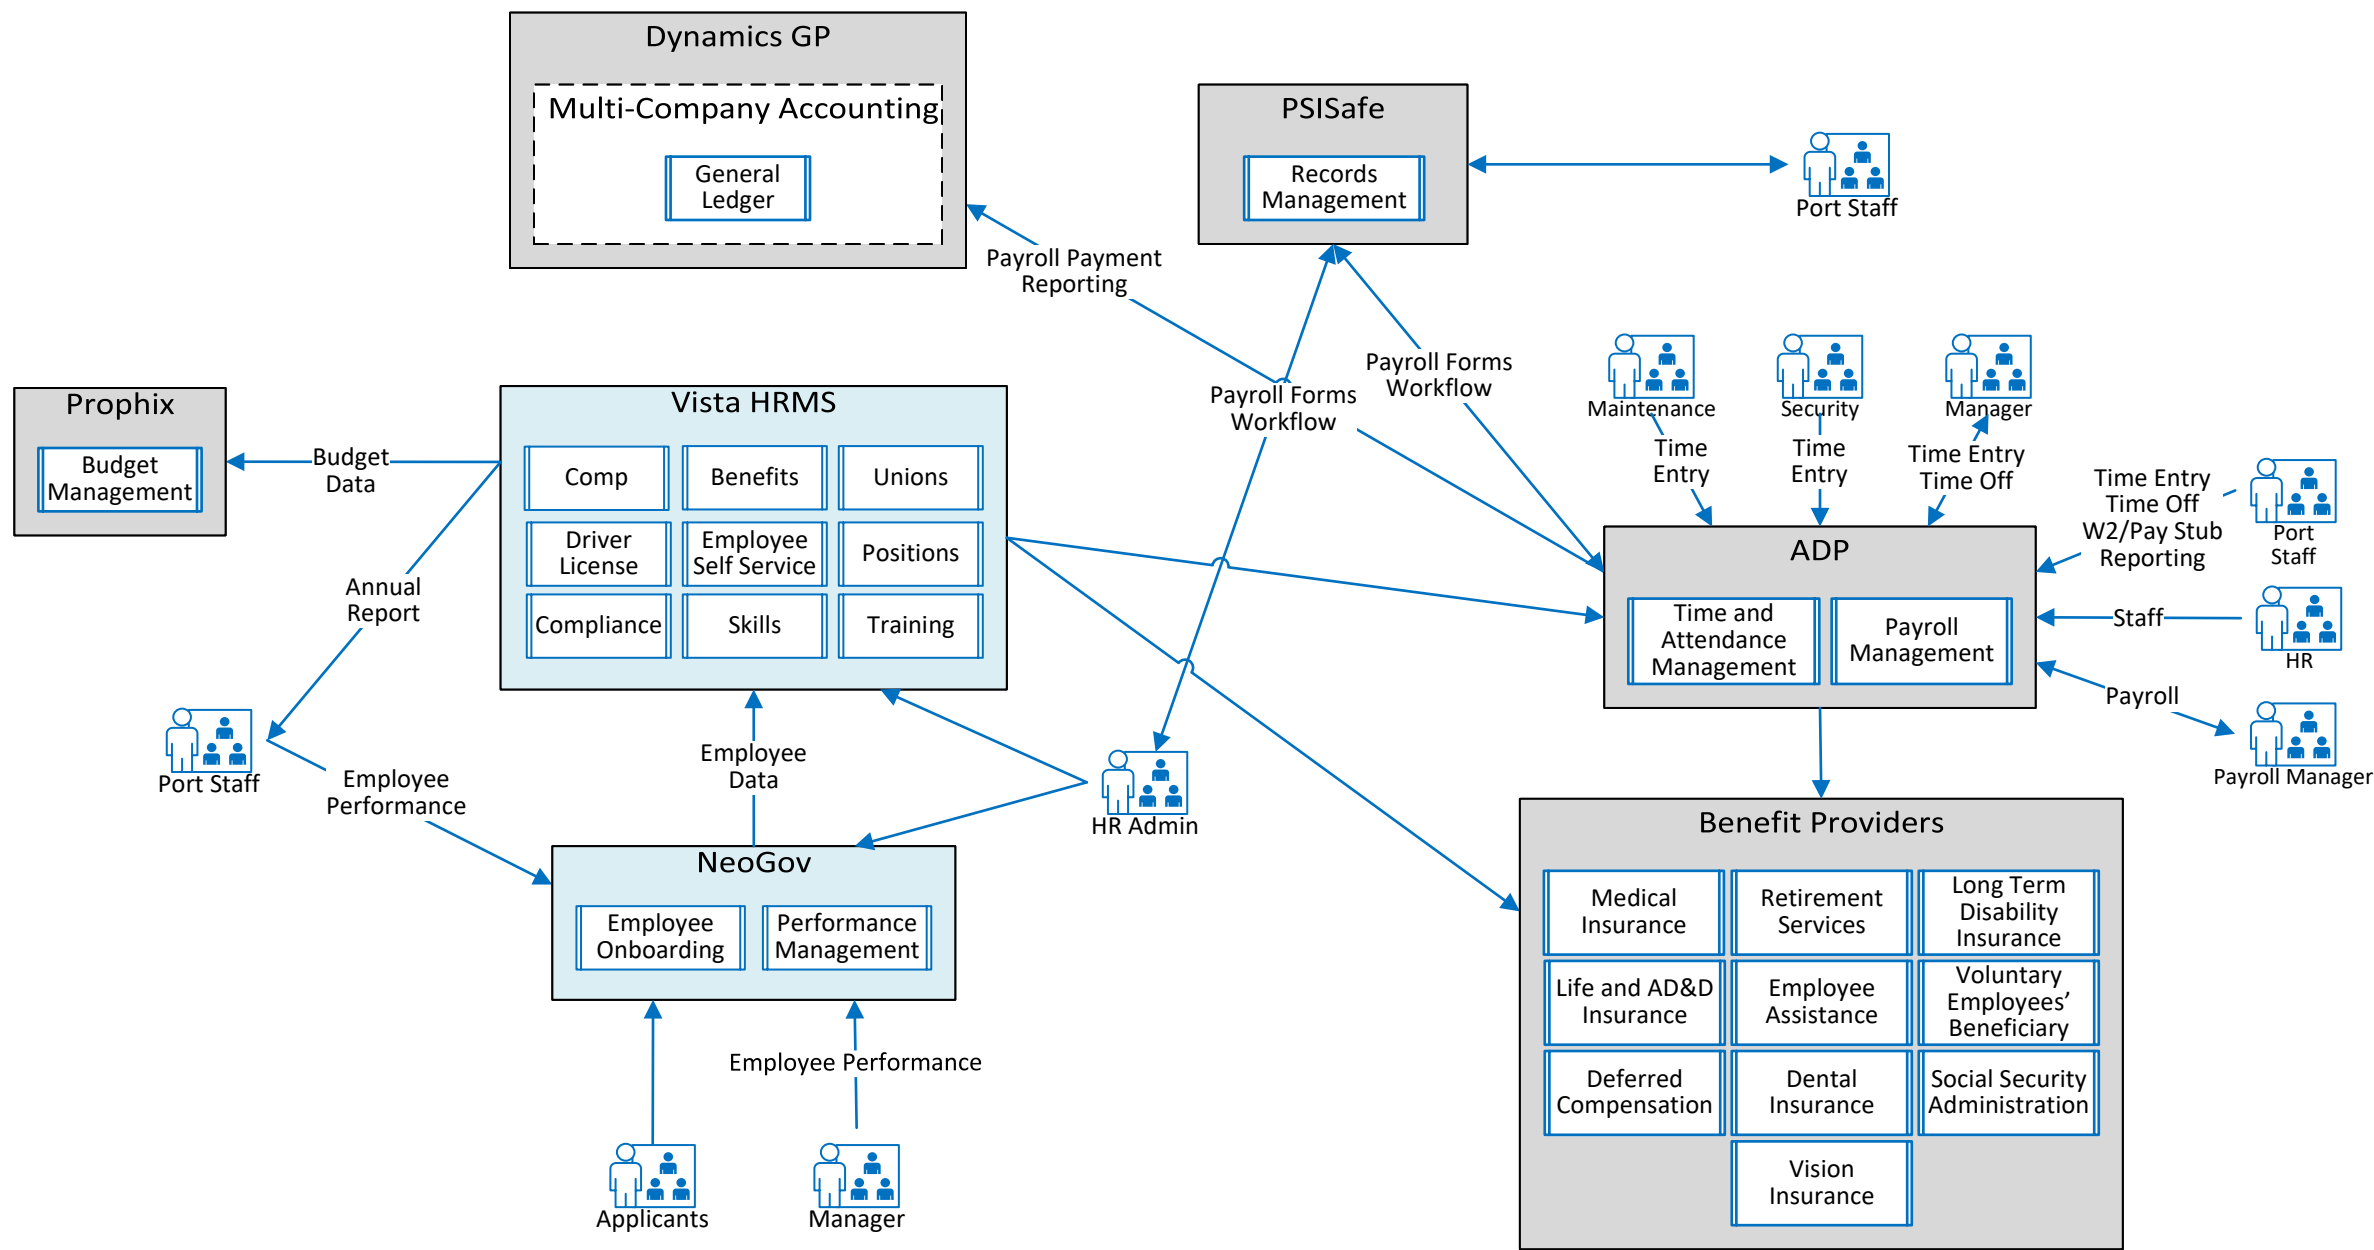 Dynamics GP
Multi-Company Accounting
General
Ledger
PSISafe
Records
Management
Port Staff
Payroll Payment
Reporting
Payroll Forms
Workflow
Payroll Forms
Workflow
Maintenance
Security
Manager
Time
Entry
Time
Entry
Time Entry
Time Off
Prophix
Budget
Management
Budget
Data
Vista HRMS
Comp
Benefits
Unions
Driver
License
Employee
Self Service
Positions
Compliance
Skills
Training
Time Entry
Time Off
W2/Pay Stub
Reporting
Port
Staff
ADP
Time and
Attendance
Management
Payroll
Management
Staff
HR
Payroll
Payroll Manager
Annual
Report
Port Staff
Employee
Performance
Employee
Data
HR Admin
NeoGov
Employee
Onboarding
Performance
Management
Employee Performance
Applicants
Manager
Benefit Providers
Medical
Insurance
Retirement
Services
Long Term
Disability
Insurance
Life and AD&D
Insurance
Employee
Assistance
Voluntary
Employees’
Beneficiary
Deferred
Compensation
Dental
Insurance
Social Security
Administration
Vision
Insurance